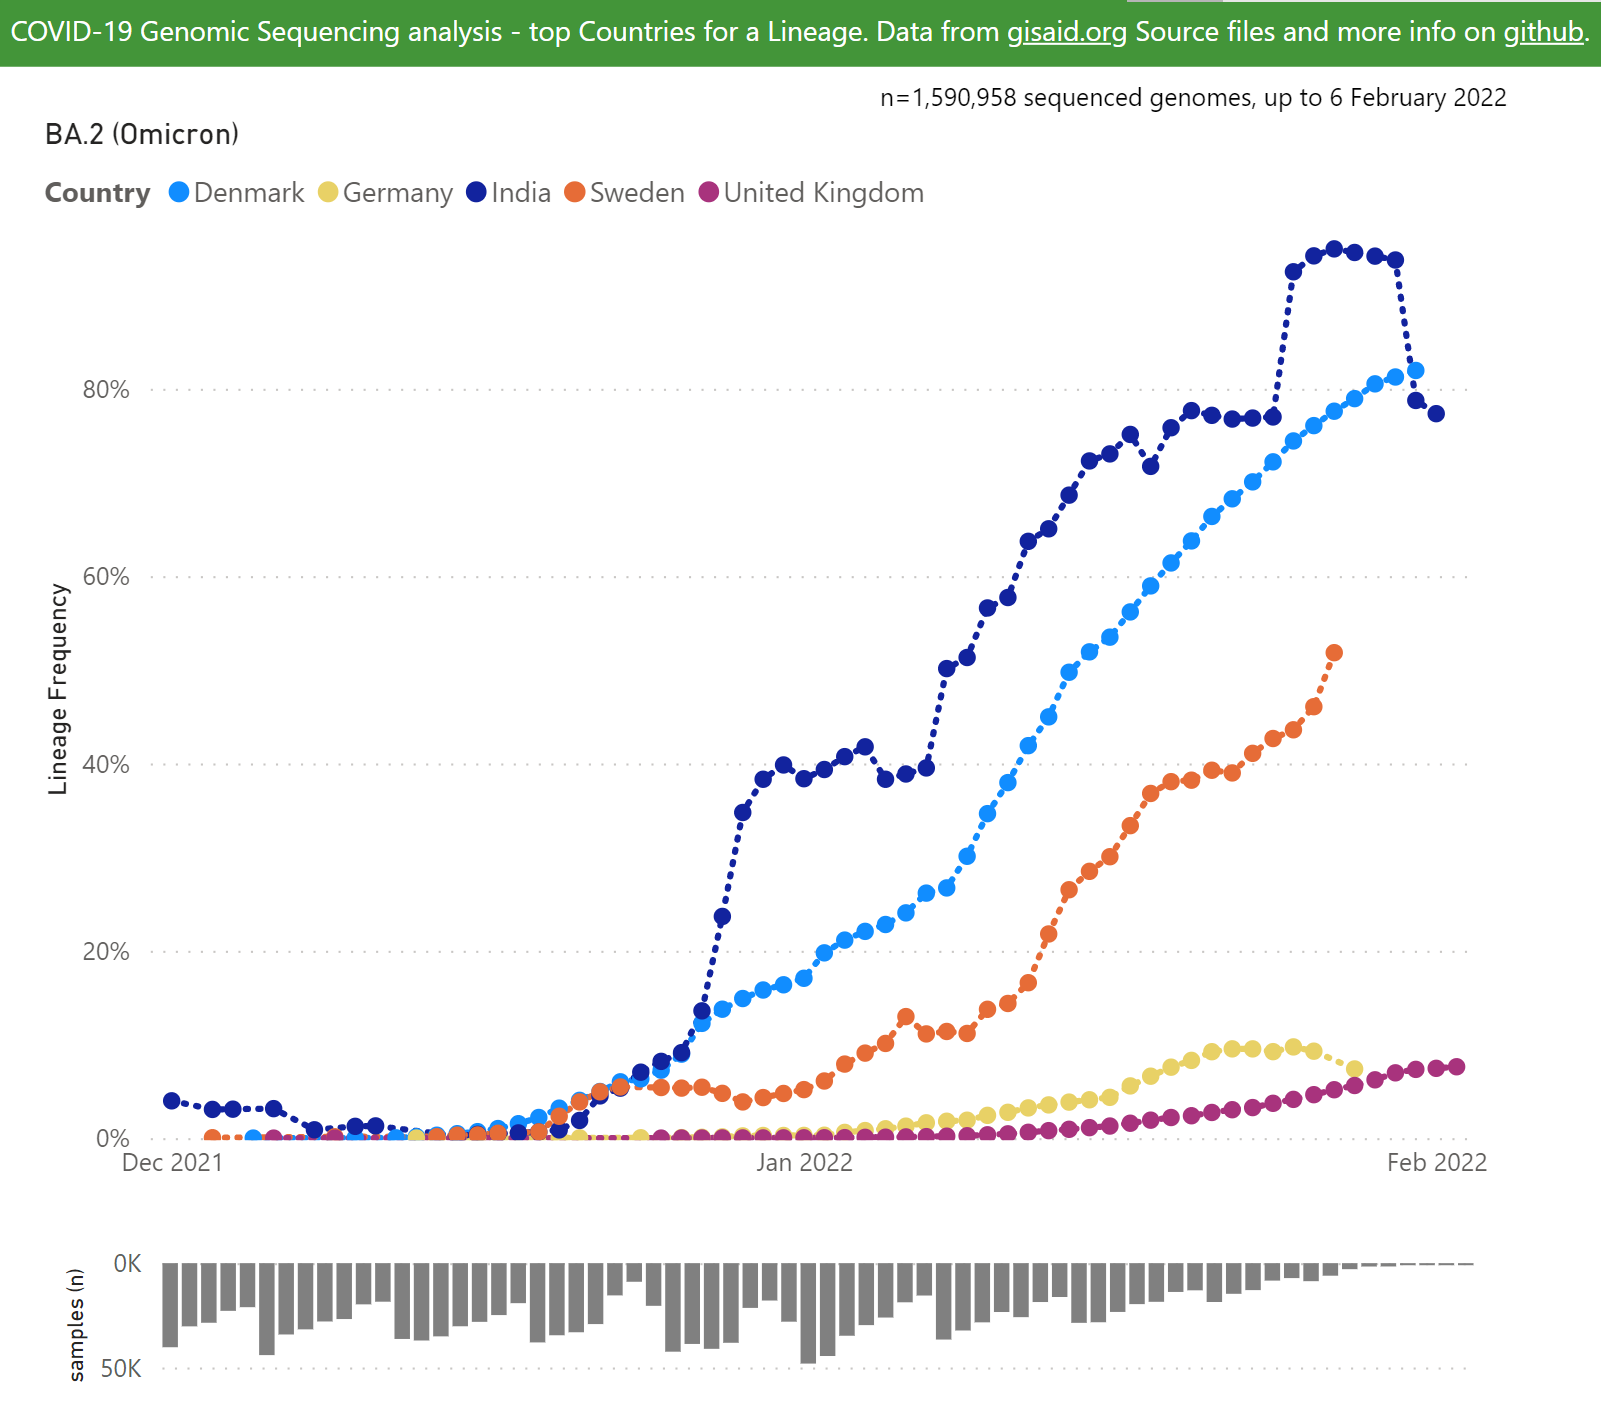 COVID-19 Genomic Sequencing analysis - top Countries for a Lineage. Data from gisaid.org Source files and more info on github.
n=1,590,958 sequenced genomes, up to 6 February 2022
BA.2 (Omicron)
Country Denmark Germany India Sweden United Kingdom
80%
60%
Lineage Frequency
40%
20%
0%
Dec 2021 Jan 2022 Feb 2022
0K
samples (n)
50K